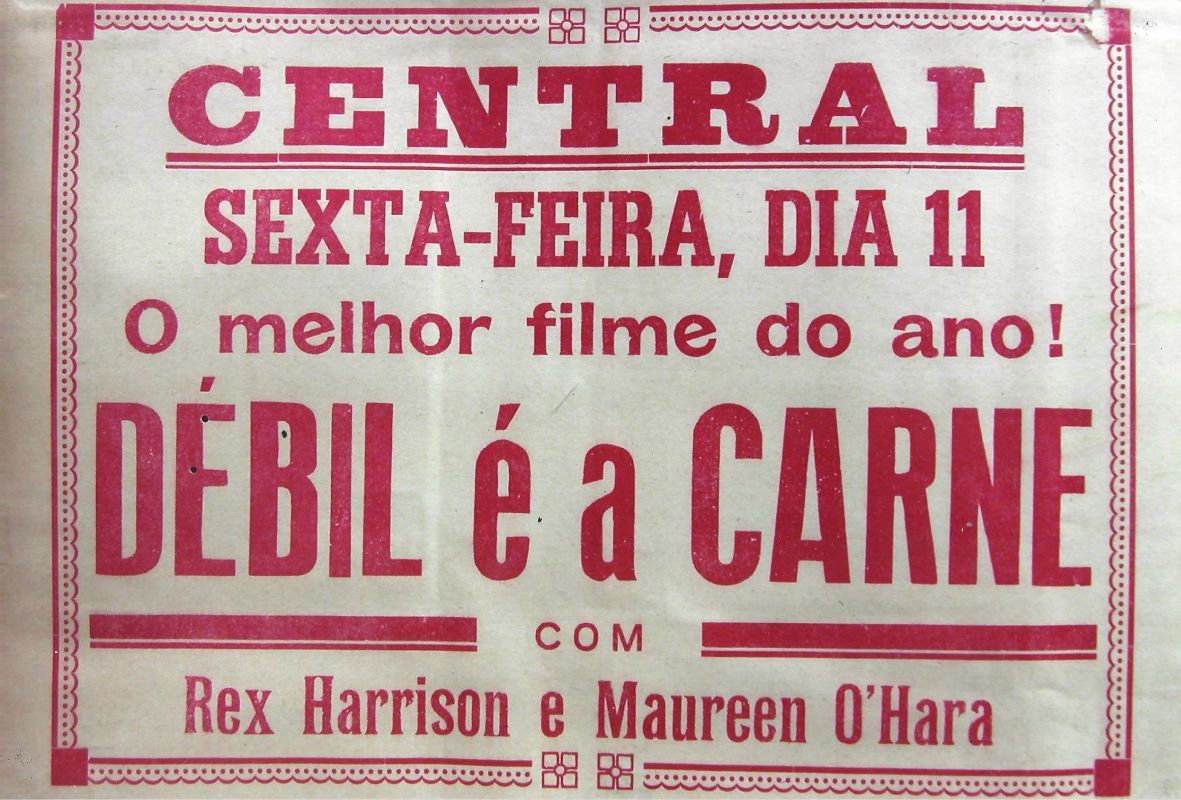 CENTRAL
SEXTA-FEIRA, DIA 11
O melhor filme do ano!
DÉBIL é a CARNE
COM
Rex Harrison e Maureen O'Hara